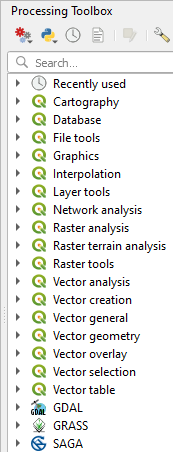 Processing Toolbox
Search...
Recently used
Cartography
Database
File tools
Graphics
Interpolation
Layer tools
Network analysis
Raster analysis
Raster terrain analysis
Raster tools
Vector analysis
Vector creation
Vector general
Vector geometry
Vector overlay
Vector selection
Vector table
GDAL
GRASS
SAGA